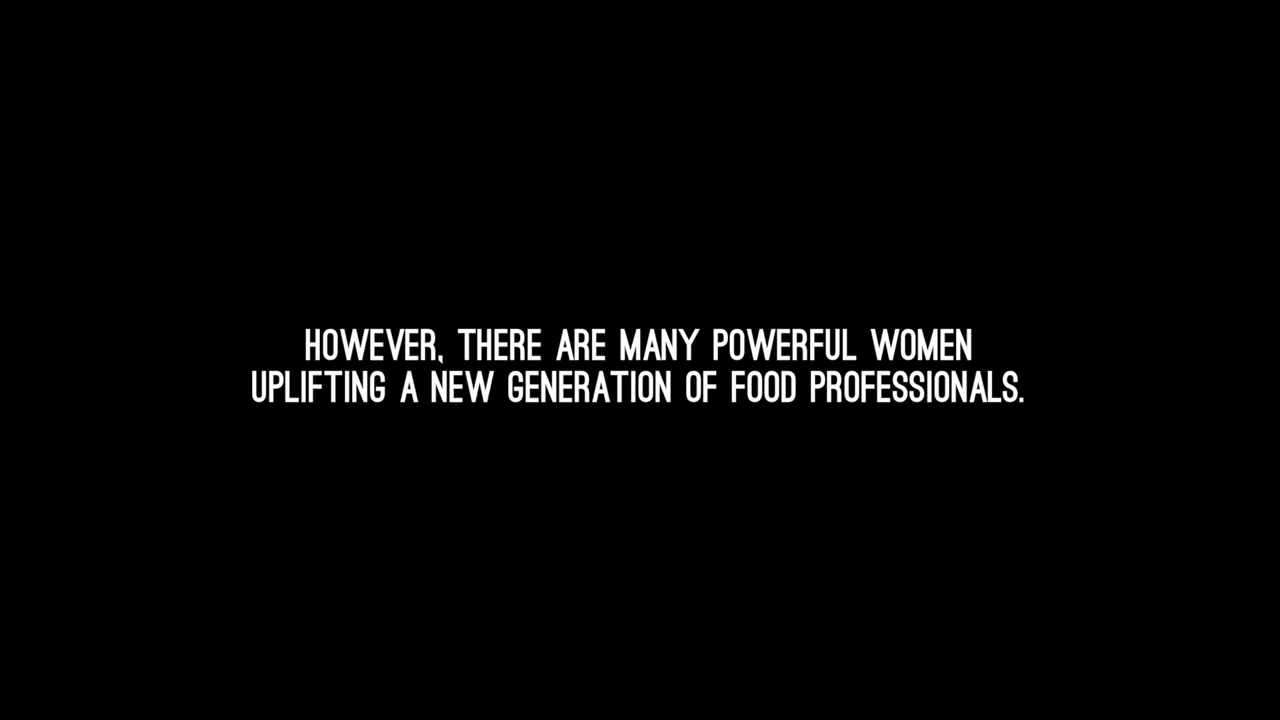 HOWEVER, THERE ARE MANY POWERFUL WOMEN
UPLIFTING A NEW GENERATION OF FOOD PROFESSIONALS.